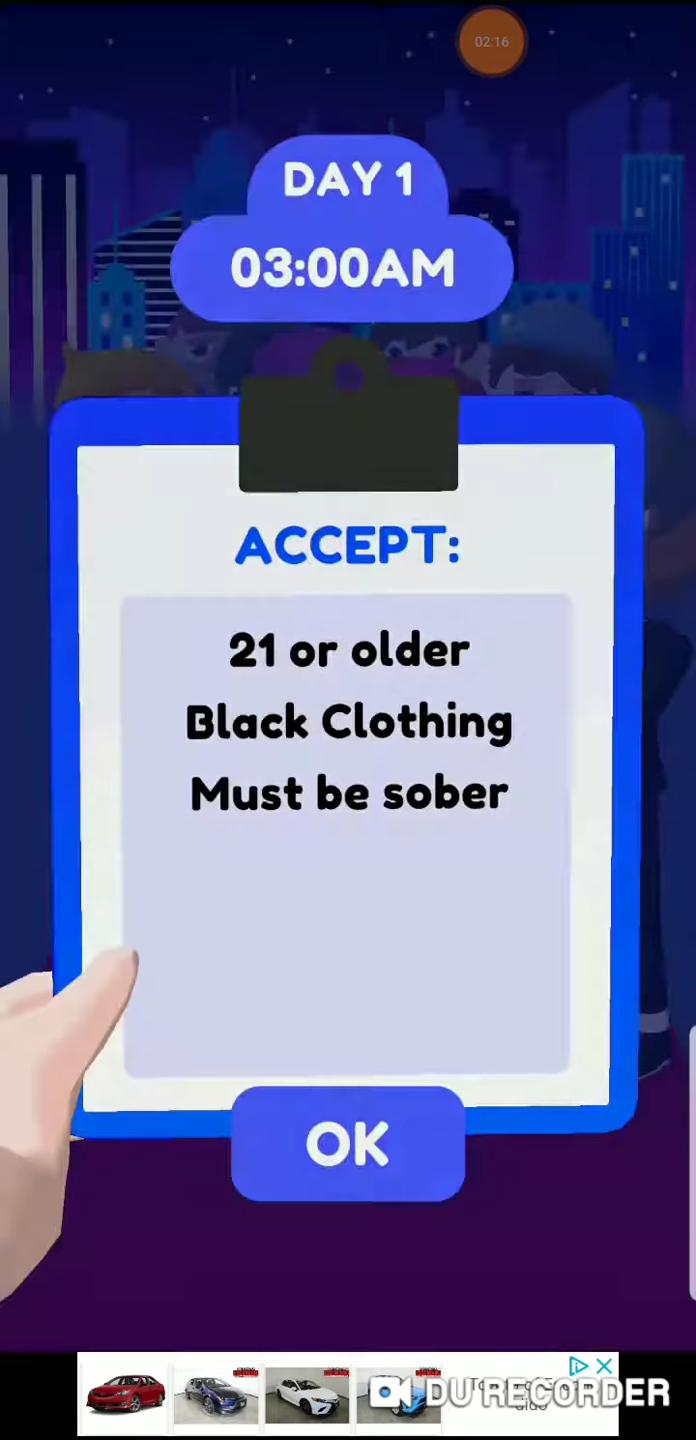 02:16
DAY 1
03:00AM
ACCEPT:
21 or older
Black Clothing
Must be sober
OK
DU RECORDER